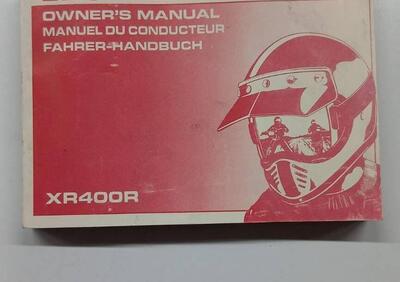 OWNER'S MANUAL
MANUEL DU CONDUCTEUR
FAHRER-HANDBUCH
XR400R